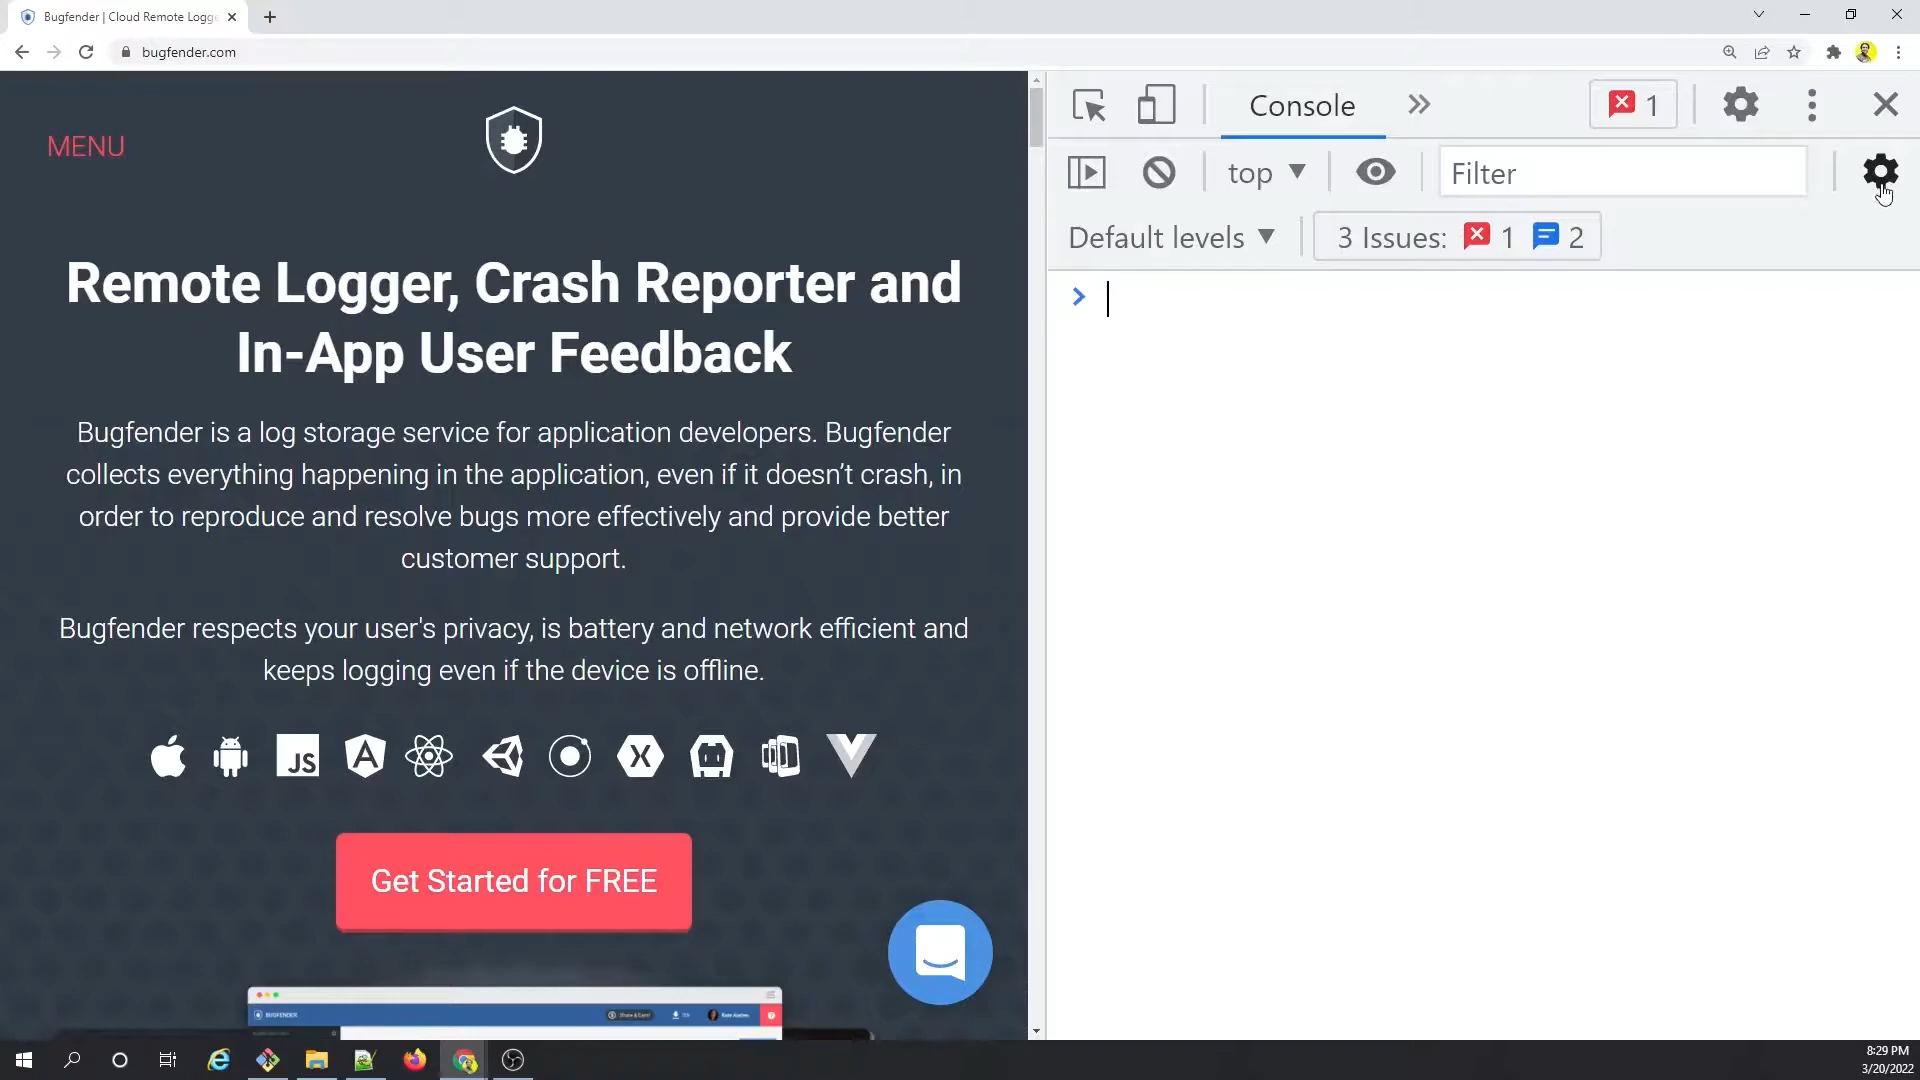 Bugfender | Cloud Remote Logge
bugfender.com
MENU
Remote Logger, Crash Reporter and
In-App User Feedback
Bugfender is a log storage service for application developers. Bugfender
collects everything happening in the application, even if it doesn’t crash, in
order to reproduce and resolve bugs more effectively and provide better
customer support.
Bugfender respects your user's privacy, is battery and network efficient and
keeps logging even if the device is offline.
JS
Get Started for FREE
BUGFENDER
Console
1
top
Filter
Default levels
3 Issues: 1 2
8:29 PM
3/20/2022